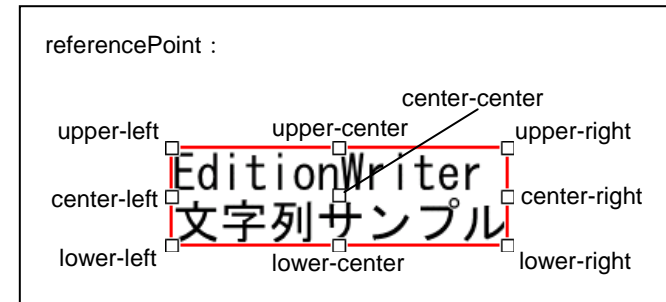 referencePoint :
center-center
upper-left
upper-center
upper-right
EditionWriter
center-left
center-right
文字列サンプル
lower-left
lower-center
lower-right